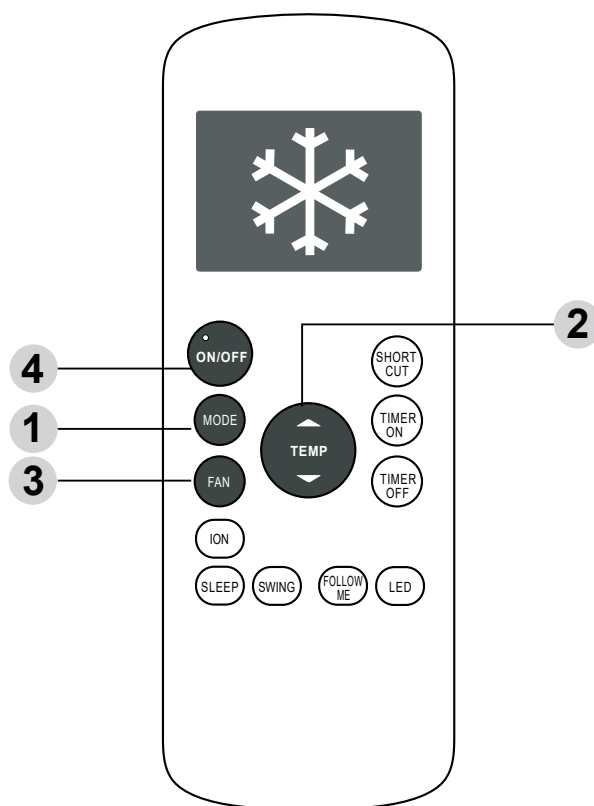 2
ON/OFF
SHORT
CUT
4
MODE
TIMER
ON
1
TEMP
FAN
TIMER
OFF
3
ION
SLEEP
SWING
FOLLOW
ME
LED